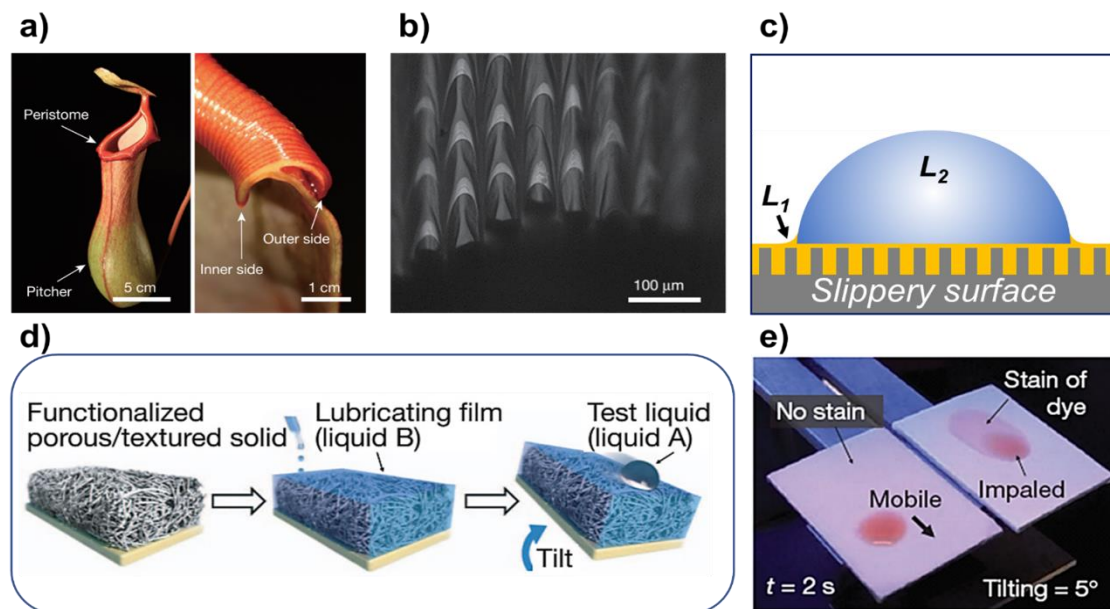 a)
Peristome
Pitcher
5 cm
Outer side
Inner side
1 cm
b)
100 μm
c)
L₂
L₁
Slippery surface
d)
Functionalized
porous/textured solid
Lubricating film
(liquid B)
Test liquid
(liquid A)
Tilt
e)
Stain of
dye
No stain
Impaled
Mobile
t = 2 s
Tilting = 5°